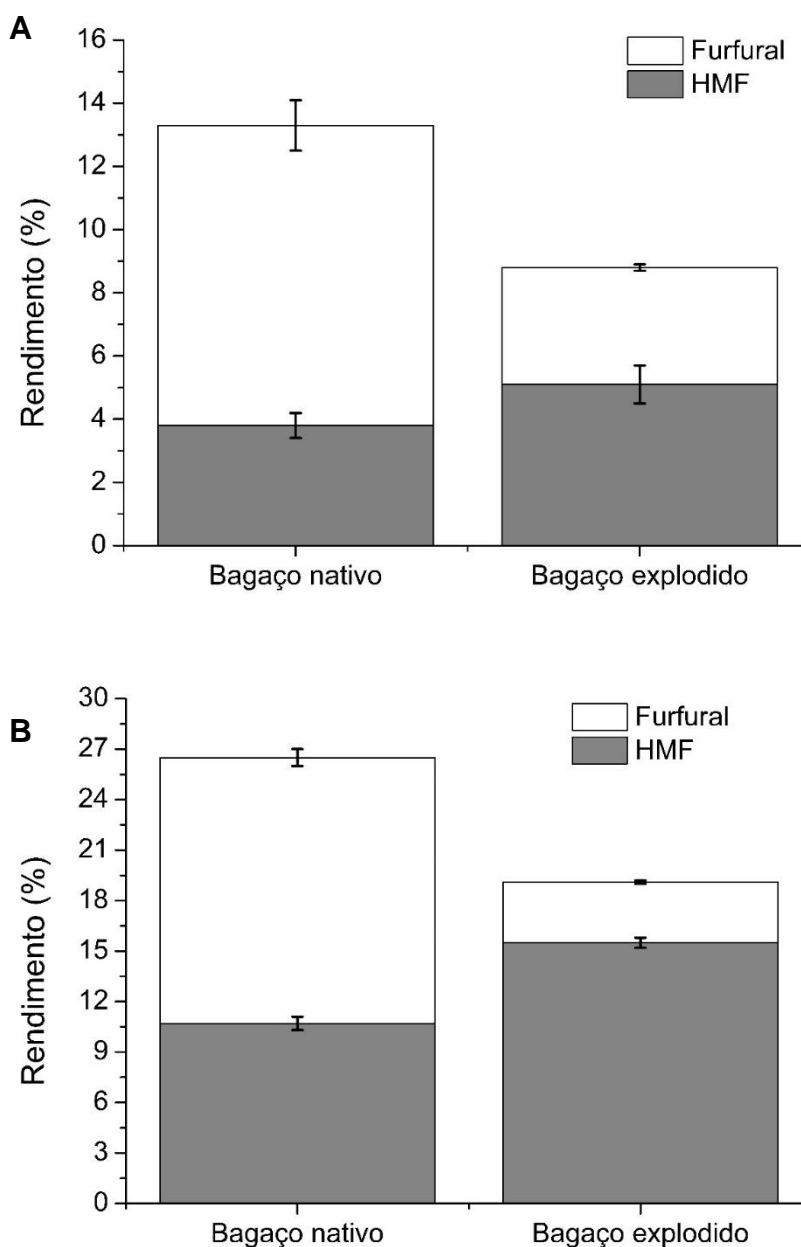 A
16
14
12
10
8
6
4
2
0
Rendimento (%)
Furfural
HMF
Bagaço nativo
Bagaço explodido
B
30
27
24
21
18
15
12
9
6
3
0
Rendimento (%)
Furfural
HMF
Bagaço nativo
Bagaço explodido